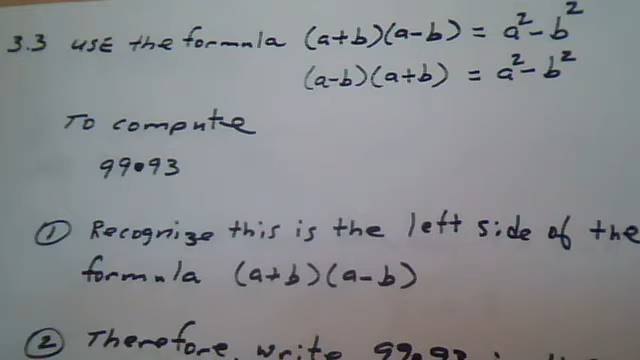 3.3 USE the formula (a+b)(a-b) = a²-b²
(a-b)(a+b) = a²-b²
To compute
99•93
① Recognize this is the left side of the
formula (a+b)(a-b)
② Therefore, write 99•93